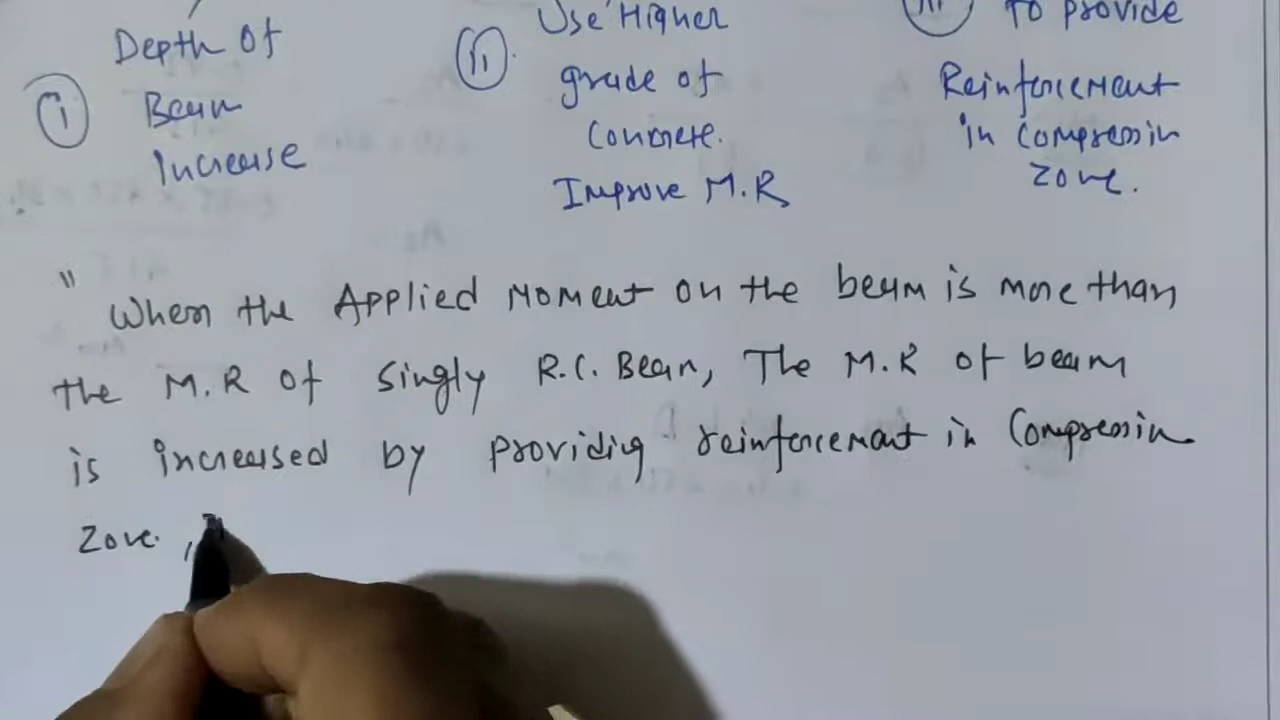 Depth Of
(i) Beam
Increase
(ii) Use Higher
grade of
Concrete.
Improve M.R
(iii) To provide
Reinforcement
in Compression
Zone.
" When the Applied Moment on the beam is more than
the M.R of Singly R.C. Beam, The M.R of beam
is increased by providing reinforcement in Compression
Zone.